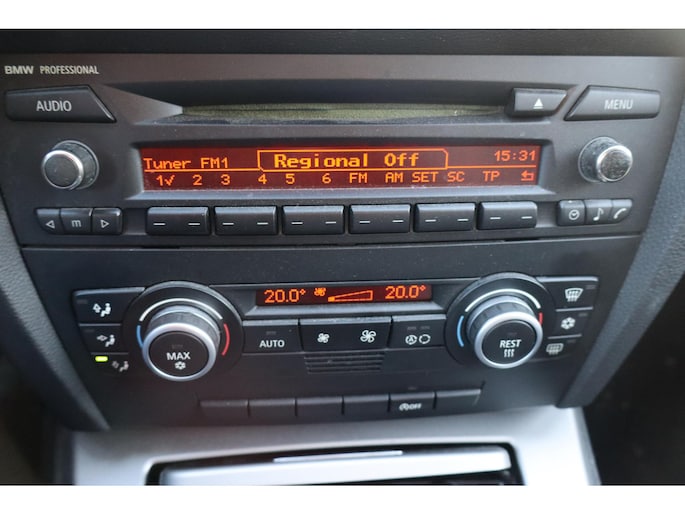 BMW PROFESSIONAL
AUDIO
MENU
Tuner FM1 Regional Off 15:31
1✓ 2 3 4 5 6 FM AM SET SC TP
m
20.0° 20.0°
MAX
AUTO
REST
OFF